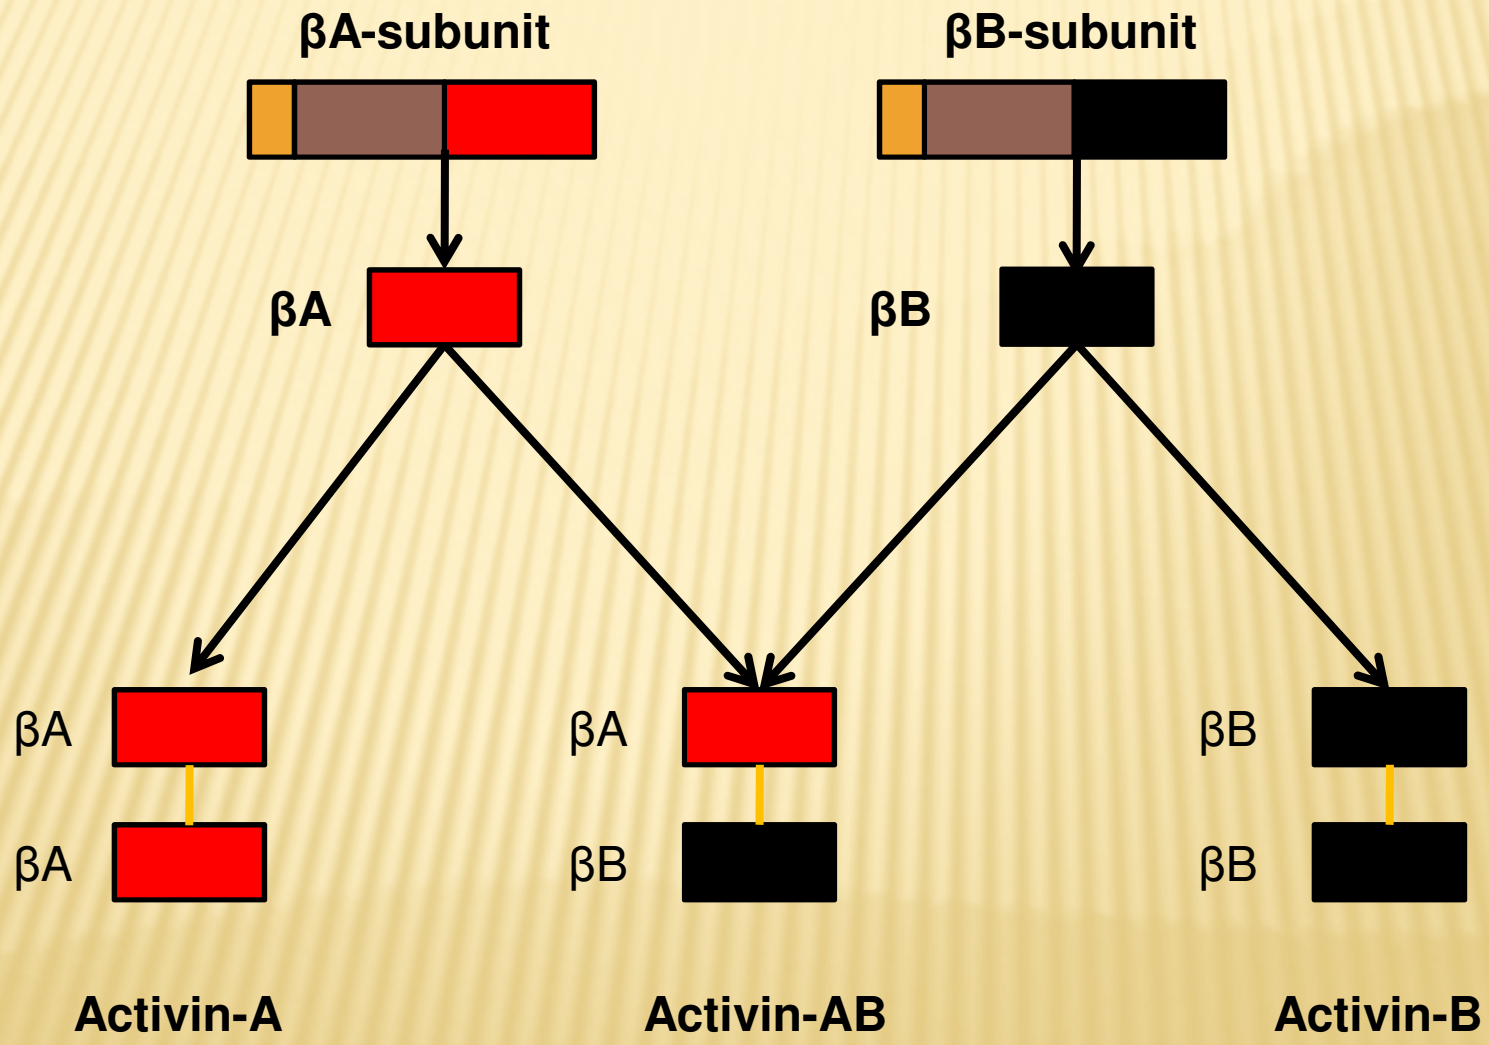 βA-subunit
βB-subunit
βA
βB
βA
βA
βB
βA
βB
βB
Activin-A
Activin-AB
Activin-B